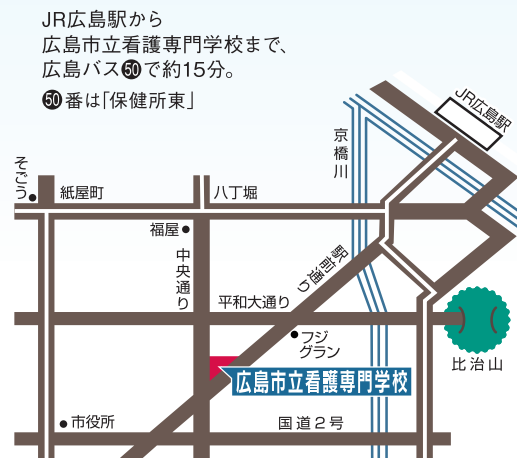 JR広島駅から
広島市立看護専門学校まで、
広島バス50で約15分。
50番は「保健所東」
JR広島駅
京橋川
そごう
紙屋町
八丁堀
福屋
中央通り
駅前通り
平和大通り
フジ
グラン
比治山
広島市立看護専門学校
市役所
国道2号